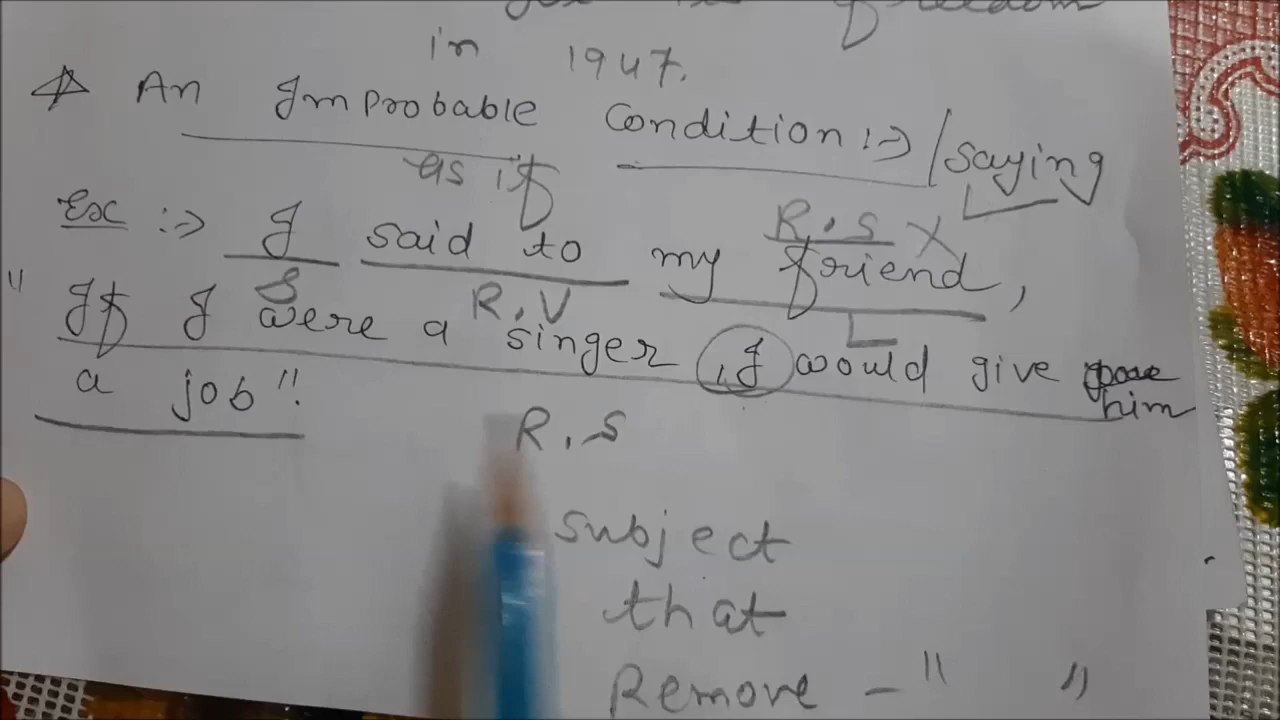 freedom
in 1947.
☆ An Improbable Condition :→ / saying
as if
R.S X
Ex :→ I said to my friend,
S R.V
" If I were a singer, I would give him
a job".
R.S
subject
that
Remove - " "